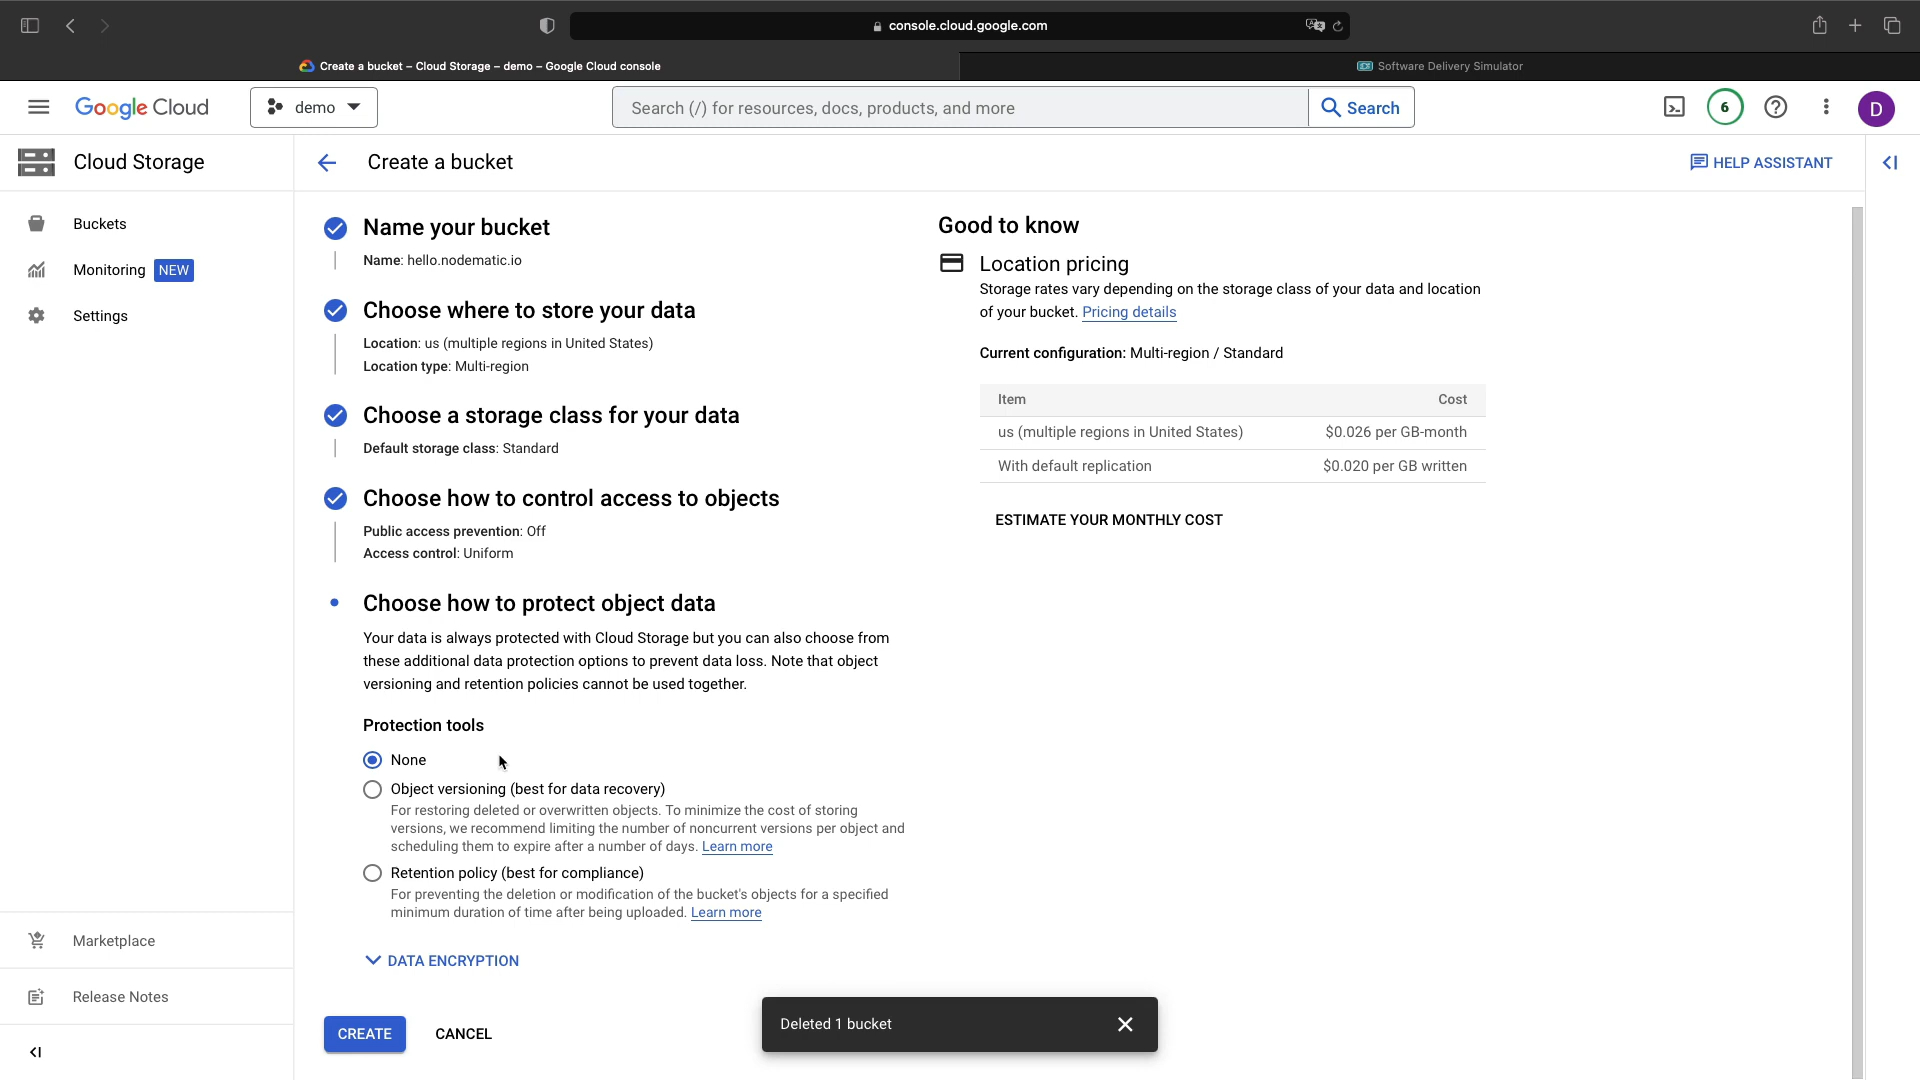 console.cloud.google.com
Create a bucket – Cloud Storage – demo – Google Cloud console
Software Delivery Simulator
Google Cloud
demo
Search (/) for resources, docs, products, and more
Search
6
D
Cloud Storage
Create a bucket
HELP ASSISTANT
Buckets
Monitoring NEW
Settings
Marketplace
Release Notes
Name your bucket
Name: hello.nodematic.io
Choose where to store your data
Location: us (multiple regions in United States)
Location type: Multi-region
Choose a storage class for your data
Default storage class: Standard
Choose how to control access to objects
Public access prevention: Off
Access control: Uniform
Choose how to protect object data
Your data is always protected with Cloud Storage but you can also choose from
these additional data protection options to prevent data loss. Note that object
versioning and retention policies cannot be used together.
Protection tools
None
Object versioning (best for data recovery)
For restoring deleted or overwritten objects. To minimize the cost of storing
versions, we recommend limiting the number of noncurrent versions per object and
scheduling them to expire after a number of days. Learn more
Retention policy (best for compliance)
For preventing the deletion or modification of the bucket's objects for a specified
minimum duration of time after being uploaded. Learn more
DATA ENCRYPTION
CREATE
CANCEL
Good to know
Location pricing
Storage rates vary depending on the storage class of your data and location
of your bucket. Pricing details
Current configuration: Multi-region / Standard
Item Cost
us (multiple regions in United States) $0.026 per GB-month
With default replication $0.020 per GB written
ESTIMATE YOUR MONTHLY COST
Deleted 1 bucket